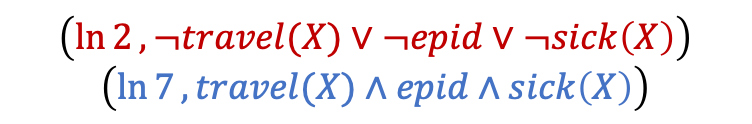 (ln 2 , ¬travel(X) ∨ ¬epid ∨ ¬sick(X))
(ln 7 , travel(X) ∧ epid ∧ sick(X))